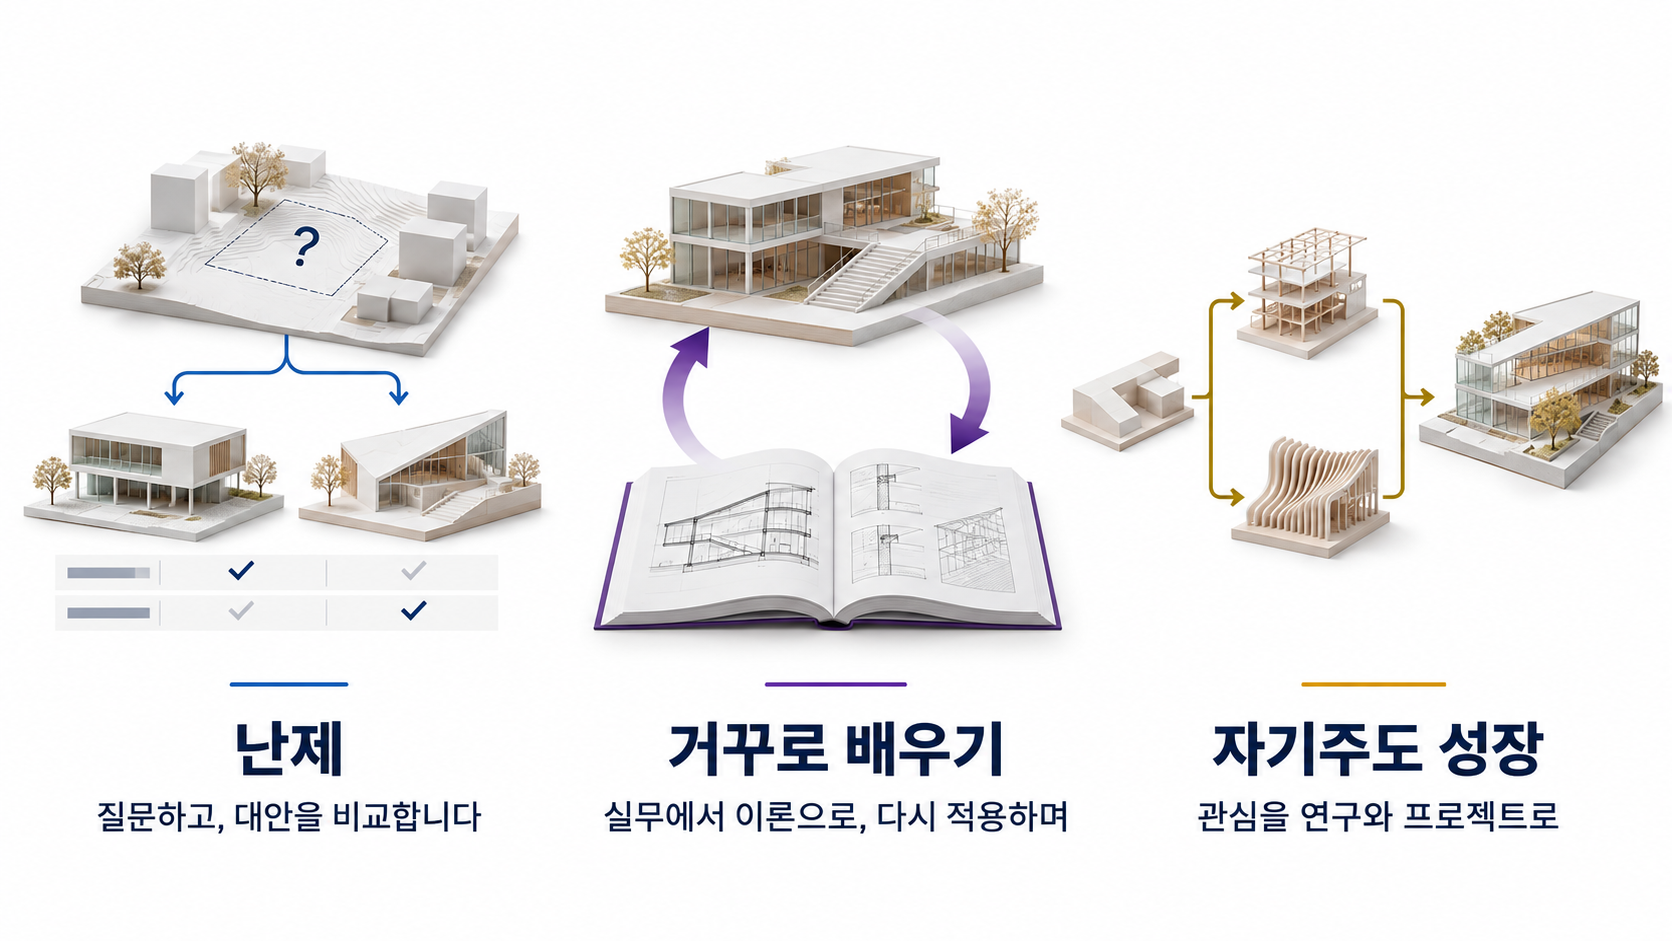 ?
난제
질문하고, 대안을 비교합니다
거꾸로 배우기
실무에서 이론으로, 다시 적용하며
자기주도 성장
관심을 연구와 프로젝트로